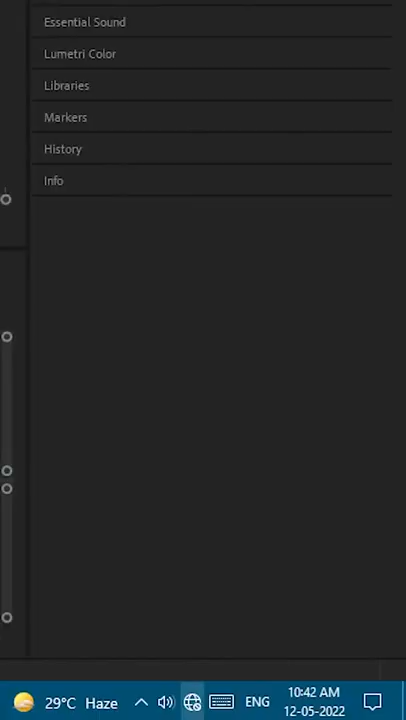 Essential Sound
Lumetri Color
Libraries
Markers
History
Info
29°C Haze
ENG
10:42 AM
12-05-2022